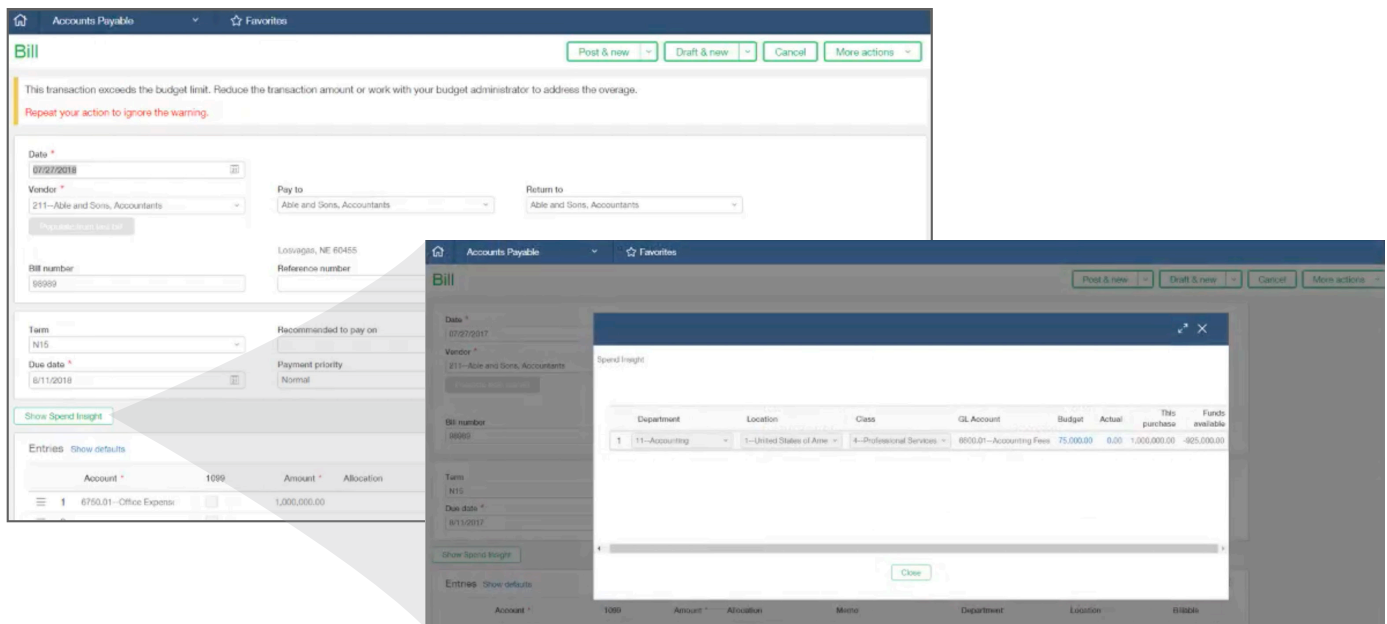 Accounts Payable Favorites
Bill Post & new Draft & new Cancel More actions
This transaction exceeds the budget limit. Reduce the transaction amount or work with your budget administrator to address the overage.
Repeat your action to ignore the warning.
Date *
07/27/2018
Vendor * Pay to Return to
211--Able and Sons, Accountants Able and Sons, Accountants Able and Sons, Accountants
Populate from last bill
Losvagas, NE 60455
Bill number Reference number
98989
Term Recommended to pay on
N15
Due date * Payment priority
8/11/2018 Normal
Show Spend Insight
Entries Show defaults
Account * 1099 Amount * Allocation
1 6750.01--Office Expense 1,000,000.00
Accounts Payable Favorites
Bill Post & new Draft & new Cancel More actions
Date *
07/27/2017
Vendor *
211--Able and Sons, Accountants
Bill number
98989
Term
N15
Due date *
8/11/2017
Show Spend Insight
Entries Show defaults
Account * 1099 Amount * Allocation Memo Department Location Billable
Spend Insight
Department Location Class GL Account Budget Actual This purchase Funds available
1 11--Accounting 1--United States of Ame 4--Professional Services 6600.01--Accounting Fees 75,000.00 0.00 1,000,000.00 -925,000.00
Close